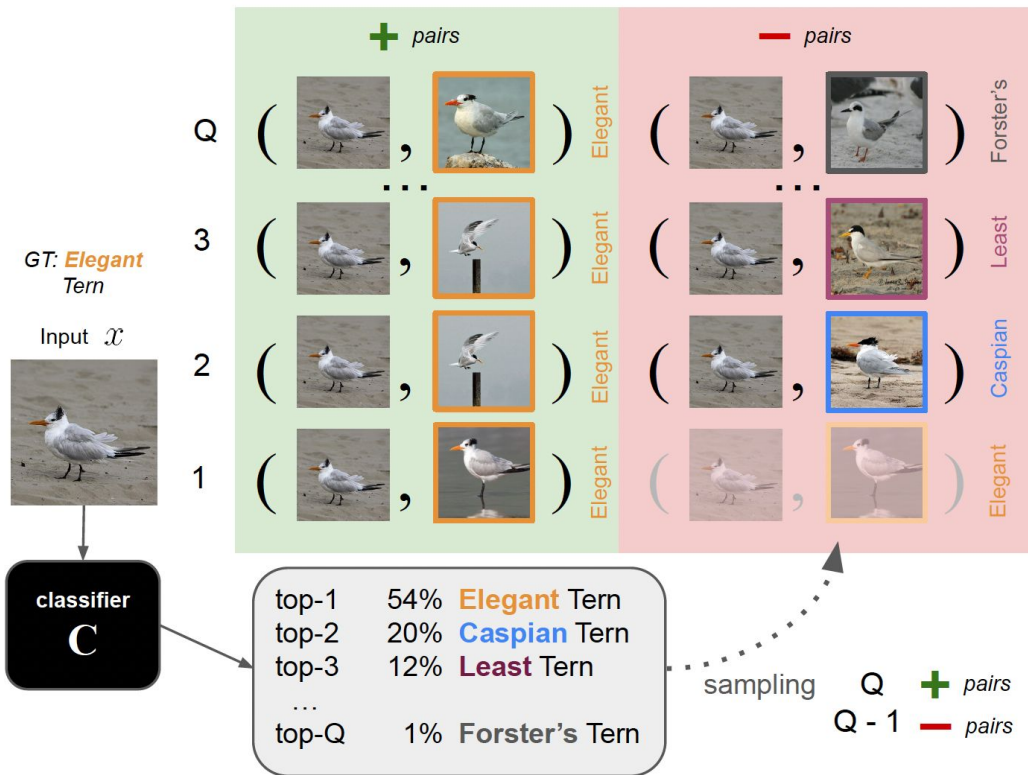 + pairs
− pairs
Q ( , ) Elegant ( , ) Forster's
... ...
3 ( , ) Elegant ( , ) Least
GT: Elegant
Tern
2 ( , ) Elegant ( , ) Caspian
Input x
1 ( , ) Elegant ( , ) Elegant
classifier
C
top-1 54% Elegant Tern
top-2 20% Caspian Tern
top-3 12% Least Tern
...
top-Q 1% Forster's Tern
sampling Q + pairs
Q - 1 − pairs